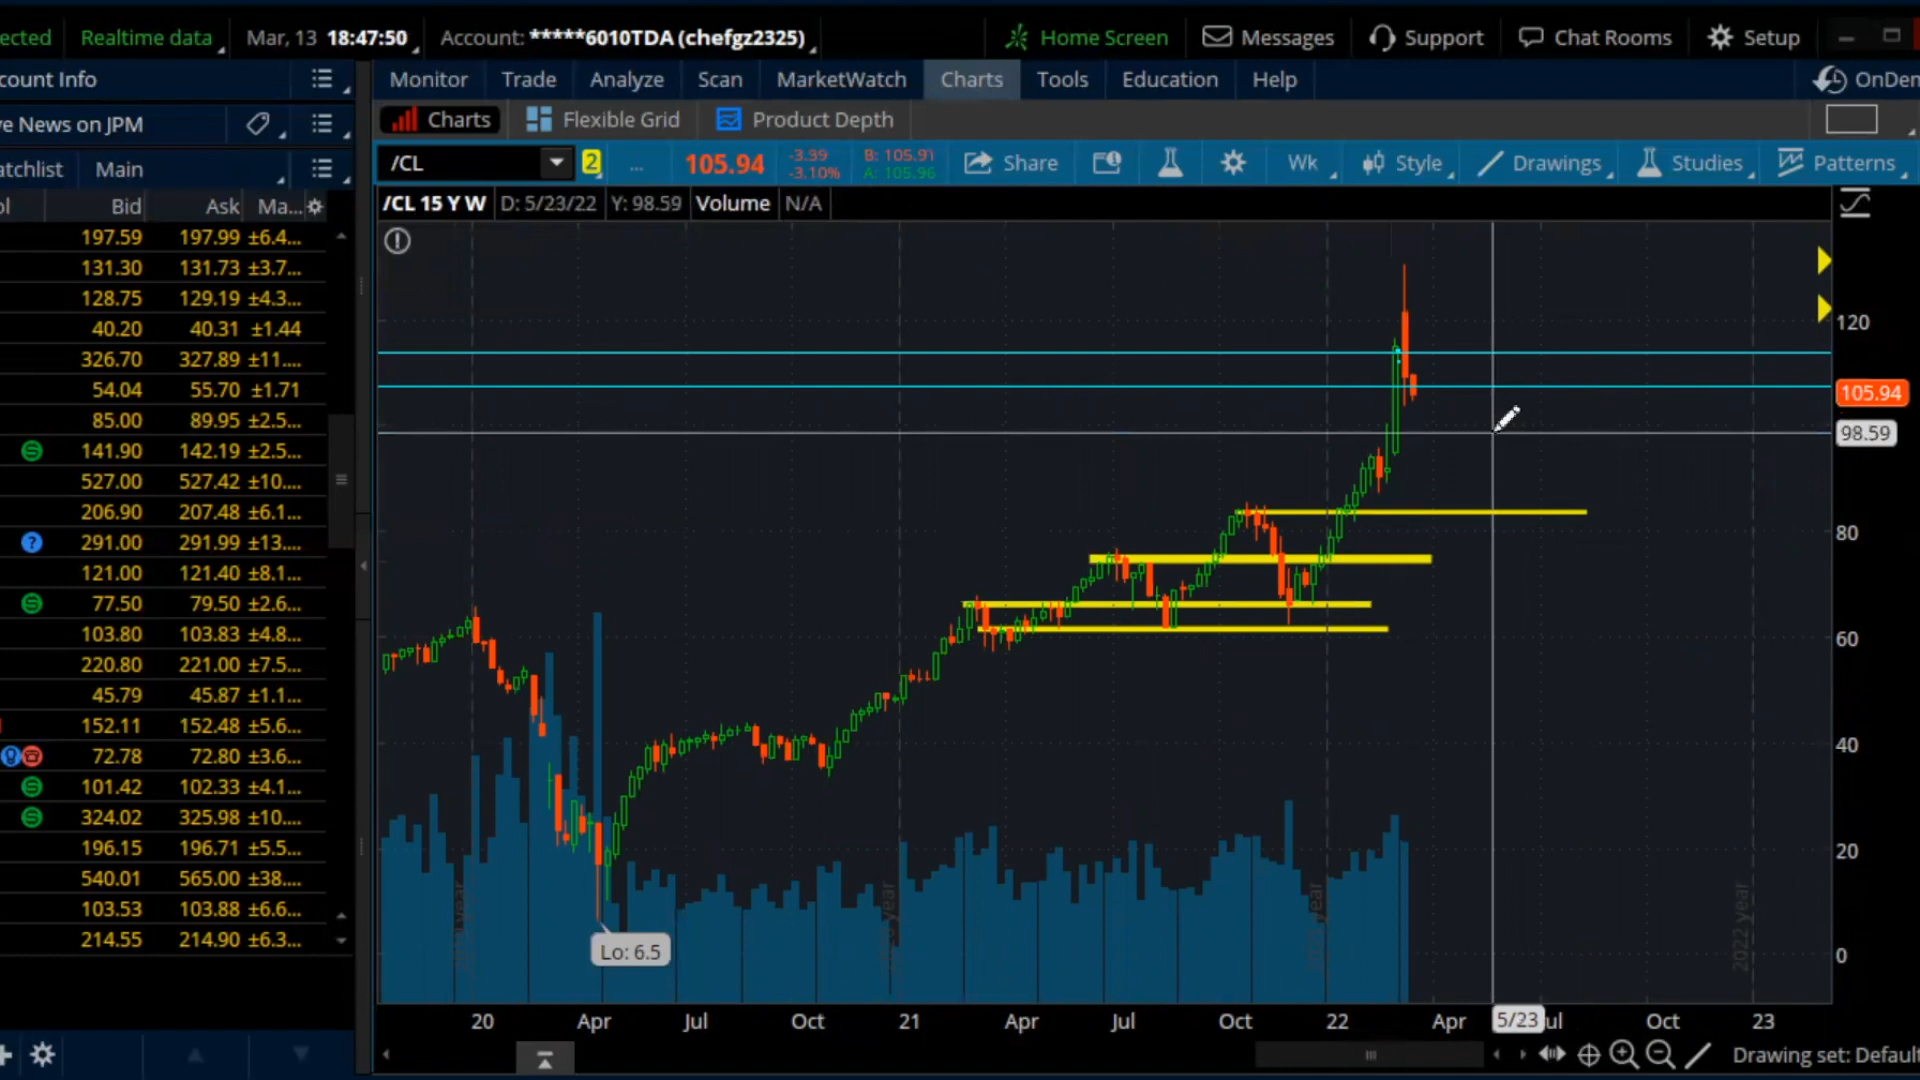 ected Realtime data Mar, 13 18:47:50 Account: *****6010TDA (chefgz2325) Home Screen Messages Support Chat Rooms Setup
count Info Monitor Trade Analyze Scan MarketWatch Charts Tools Education Help OnDem
e News on JPM Charts Flexible Grid Product Depth
atchlist Main /CL 2 ... 105.94 -3.39 -3.10% B: 105.91 A: 105.96 Share Wk Style Drawings Studies Patterns
ol Bid Ask Ma... /CL 15 Y W D: 5/23/22 Y: 98.59 Volume N/A
197.59 197.99 ±6.4...
131.30 131.73 ±3.7...
128.75 129.19 ±4.3...
40.20 40.31 ±1.44
326.70 327.89 ±11....
54.04 55.70 ±1.71
85.00 89.95 ±2.5...
141.90 142.19 ±2.5...
527.00 527.42 ±10....
206.90 207.48 ±6.1...
291.00 291.99 ±13....
121.00 121.40 ±8.1...
77.50 79.50 ±2.6...
103.80 103.83 ±4.8...
220.80 221.00 ±7.5...
45.79 45.87 ±1.1...
152.11 152.48 ±5.6...
72.78 72.80 ±3.6...
101.42 102.33 ±4.1...
324.02 325.98 ±10....
196.15 196.71 ±5.5...
540.01 565.00 ±38....
103.53 103.88 ±6.6...
214.55 214.90 ±6.3...
120
105.94
98.59
80
60
40
20
0
Lo: 6.5
2022 year
20 Apr Jul Oct 21 Apr Jul Oct 22 Apr 5/23 ul Oct 23
Drawing set: Default